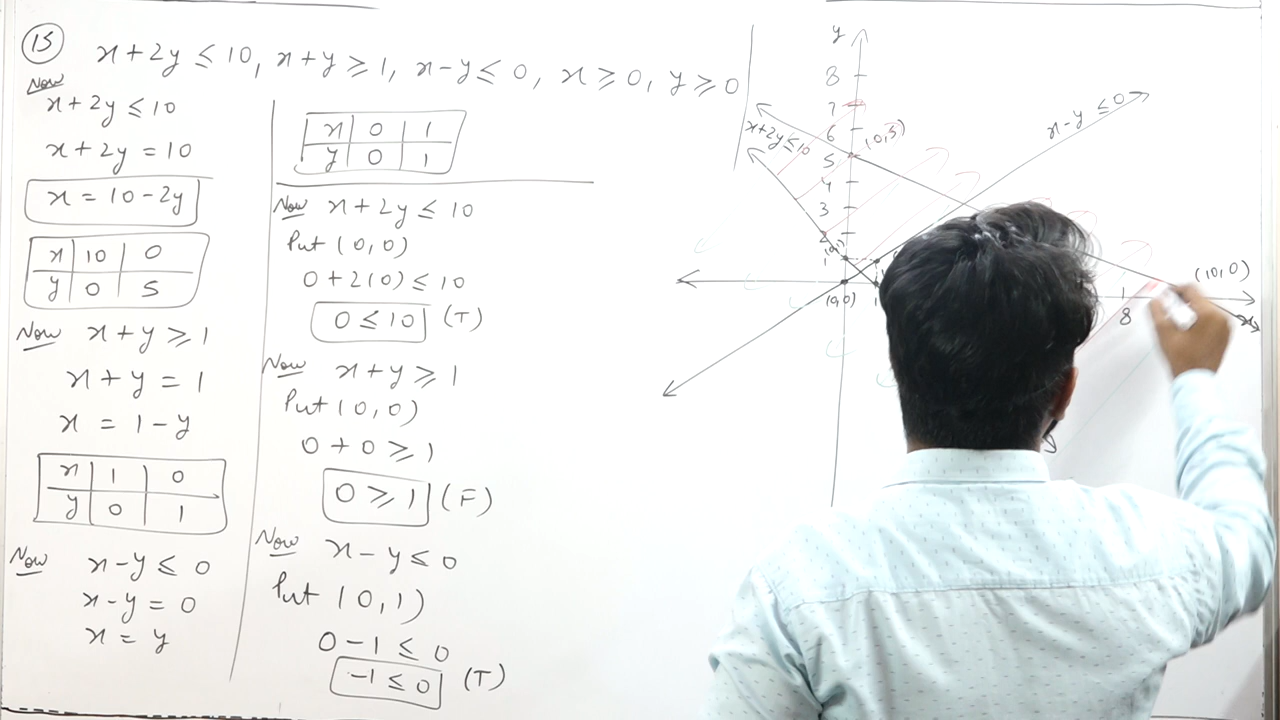 15
x + 2y ≤ 10, x + y ≥ 1, x - y ≤ 0, x ≥ 0, y ≥ 0
Now
x + 2y ≤ 10
x + 2y = 10
x = 10 - 2y
x 10 0
y 0 5
Now x + y ≥ 1
x + y = 1
x = 1 - y
x 1 0
y 0 1
Now x - y ≤ 0
x - y = 0
x = y
x 0 1
y 0 1
Now x + 2y ≤ 10
Put (0,0)
0 + 2(0) ≤ 10
0 ≤ 10 (T)
Now x + y ≥ 1
Put (0,0)
0 + 0 ≥ 1
0 ≥ 1 (F)
Now x - y ≤ 0
Put (0,1)
0 - 1 ≤ 0
-1 ≤ 0 (T)
y
8
7
6
5
4
3
2
1
x + 2y ≤ 10
(0,5)
x - y ≤ 0
(0,1)
(0,0)
1
8
(10,0)
x